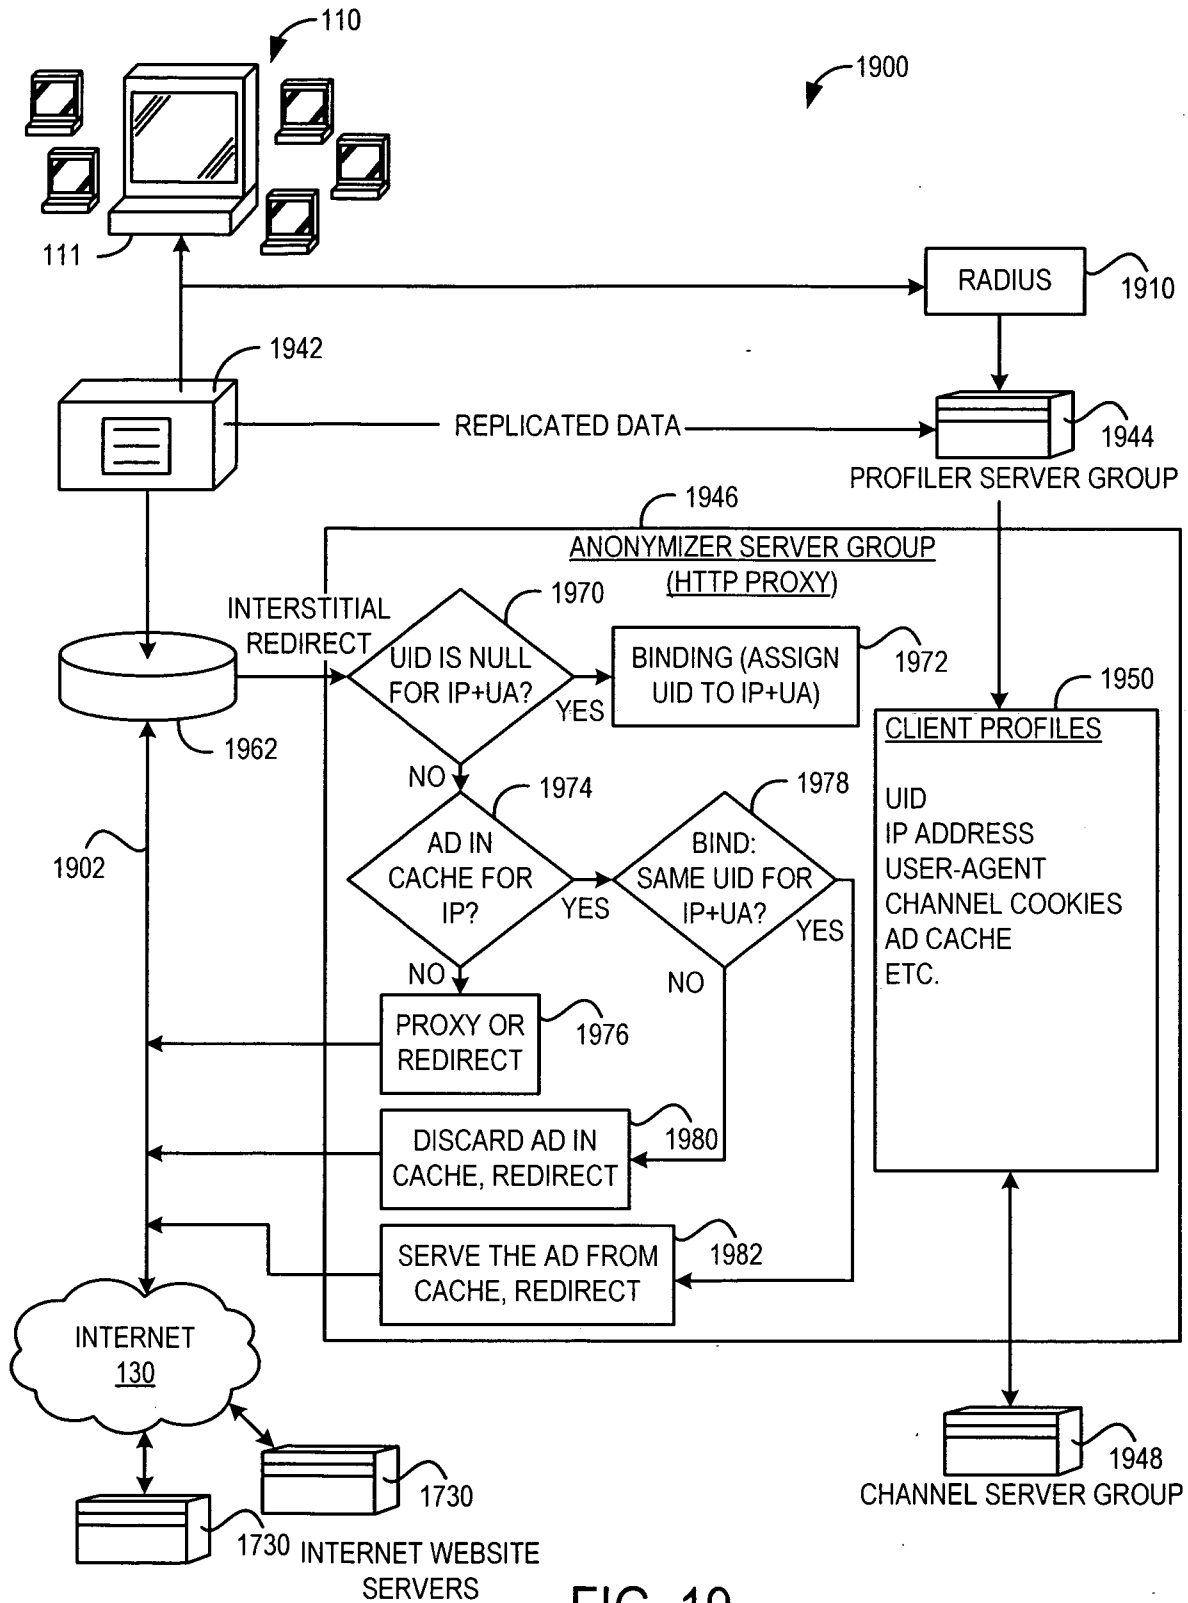 110
1900
111
RADIUS
1910
1942
REPLICATED DATA
1944
PROFILER SERVER GROUP
1946
ANONYMIZER SERVER GROUP
(HTTP PROXY)
INTERSTITIAL
REDIRECT
1970
UID IS NULL
FOR IP+UA?
YES
BINDING (ASSIGN
UID TO IP+UA)
1972
1950
CLIENT PROFILES
UID
IP ADDRESS
USER-AGENT
CHANNEL COOKIES
AD CACHE
ETC.
1962
NO
1974
AD IN
CACHE FOR
IP?
YES
1978
BIND:
SAME UID FOR
IP+UA?
YES
1902
NO
NO
PROXY OR
REDIRECT
1976
DISCARD AD IN
CACHE, REDIRECT
1980
SERVE THE AD FROM
CACHE, REDIRECT
1982
INTERNET
130
1730
1730
INTERNET WEBSITE
SERVERS
1948
CHANNEL SERVER GROUP